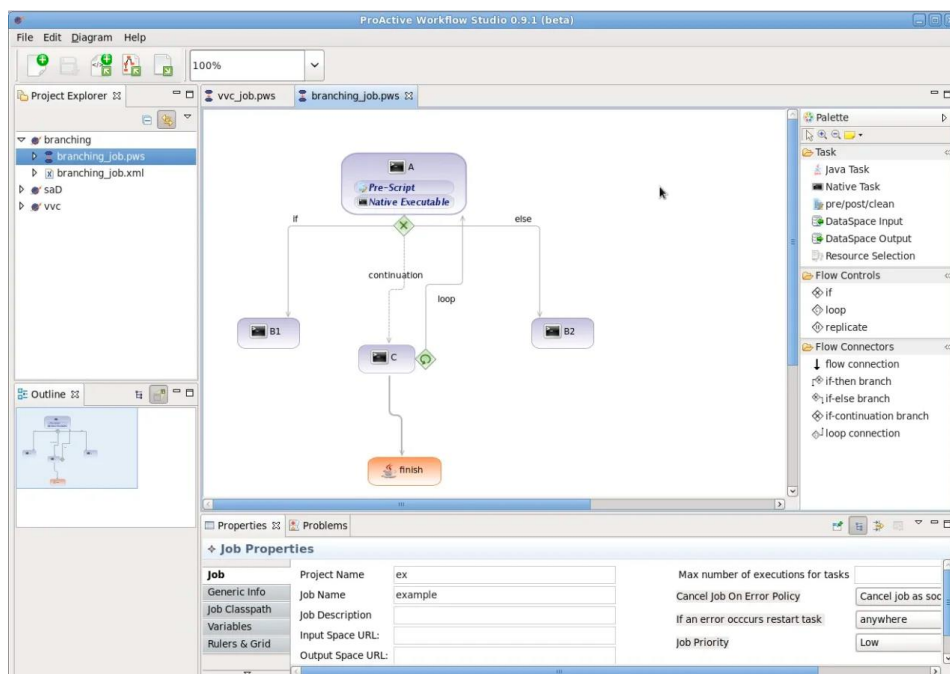 ProActive Workflow Studio 0.9.1 (beta)
File Edit Diagram Help
100%
Project Explorer
branching
branching_job.pws
branching_job.xml
saD
vvc
Outline
vvc_job.pws branching_job.pws
A
Pre-Script
Native Executable
if
else
continuation
loop
B1
B2
C
finish
Palette
Task
Java Task
Native Task
pre/post/clean
DataSpace Input
DataSpace Output
Resource Selection
Flow Controls
if
loop
replicate
Flow Connectors
flow connection
if-then branch
if-else branch
if-continuation branch
loop connection
Properties Problems
Job Properties
Job
Generic Info
Job Classpath
Variables
Rulers & Grid
Project Name ex
Job Name example
Job Description
Input Space URL:
Output Space URL:
Max number of executions for tasks
Cancel Job On Error Policy Cancel job as soo
If an error occcurs restart task anywhere
Job Priority Low